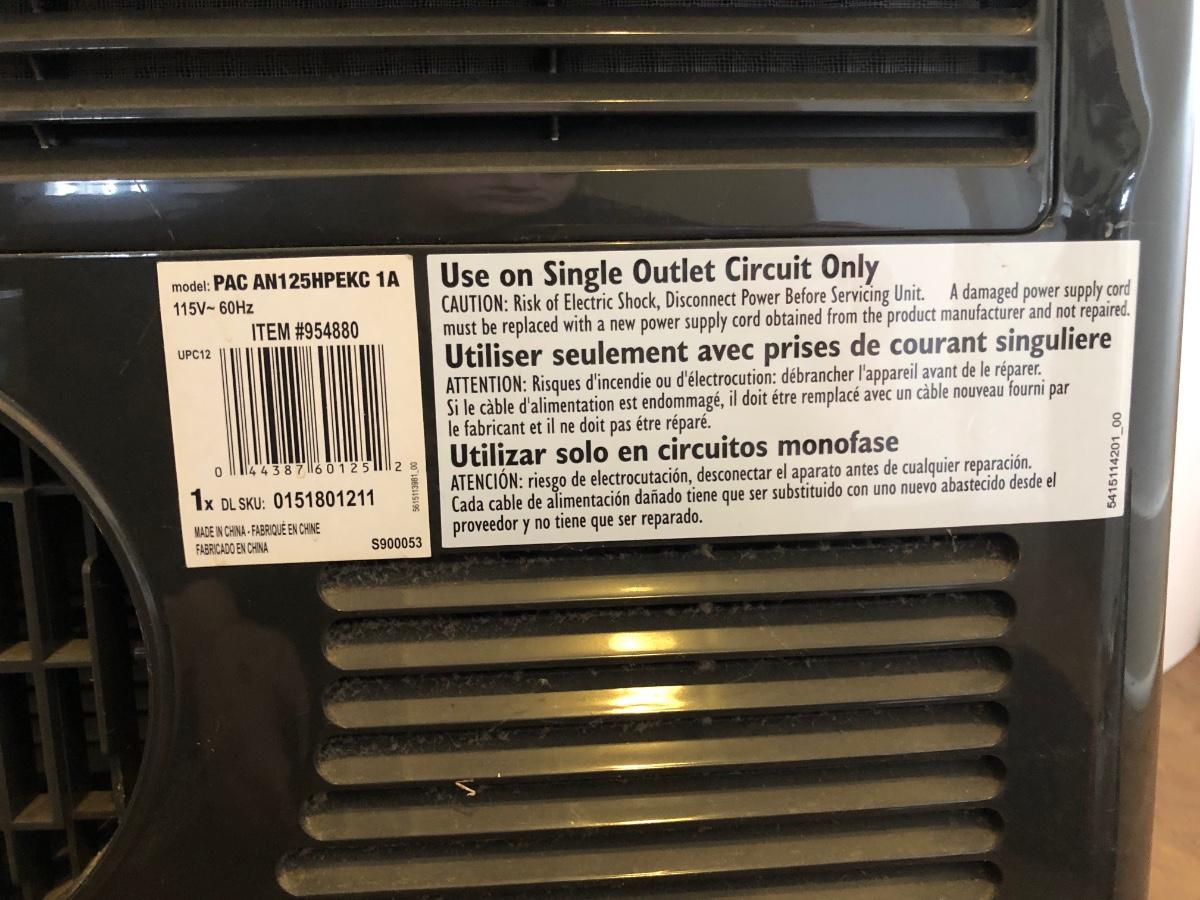 model: PAC AN125HPEKC 1A
115V~ 60Hz
ITEM #954880
UPC12
0 44387 60125 2
1x DL SKU: 0151801211
MADE IN CHINA - FABRIQUÉ EN CHINE
FABRICADO EN CHINA
S900053
5615113981_00
Use on Single Outlet Circuit Only
CAUTION: Risk of Electric Shock, Disconnect Power Before Servicing Unit. A damaged power supply cord
must be replaced with a new power supply cord obtained from the product manufacturer and not repaired.
Utiliser seulement avec prises de courant singuliere
ATTENTION: Risques d'incendie ou d'électrocution: débrancher l'appareil avant de le réparer.
Si le càble d'alimentation est endommagé, il doit étre remplacé avec un càble nouveau fourni par
le fabricant et il ne doit pas étre réparé.
Utilizar solo en circuitos monofase
ATENCIÓN: riesgo de electrocutación, desconectar el aparato antes de cualquier reparación.
Cada cable de alimentación dañado tiene que ser substituido con uno nuevo abastecido desde el
proveedor y no tiene que ser reparado.
5415114201_00